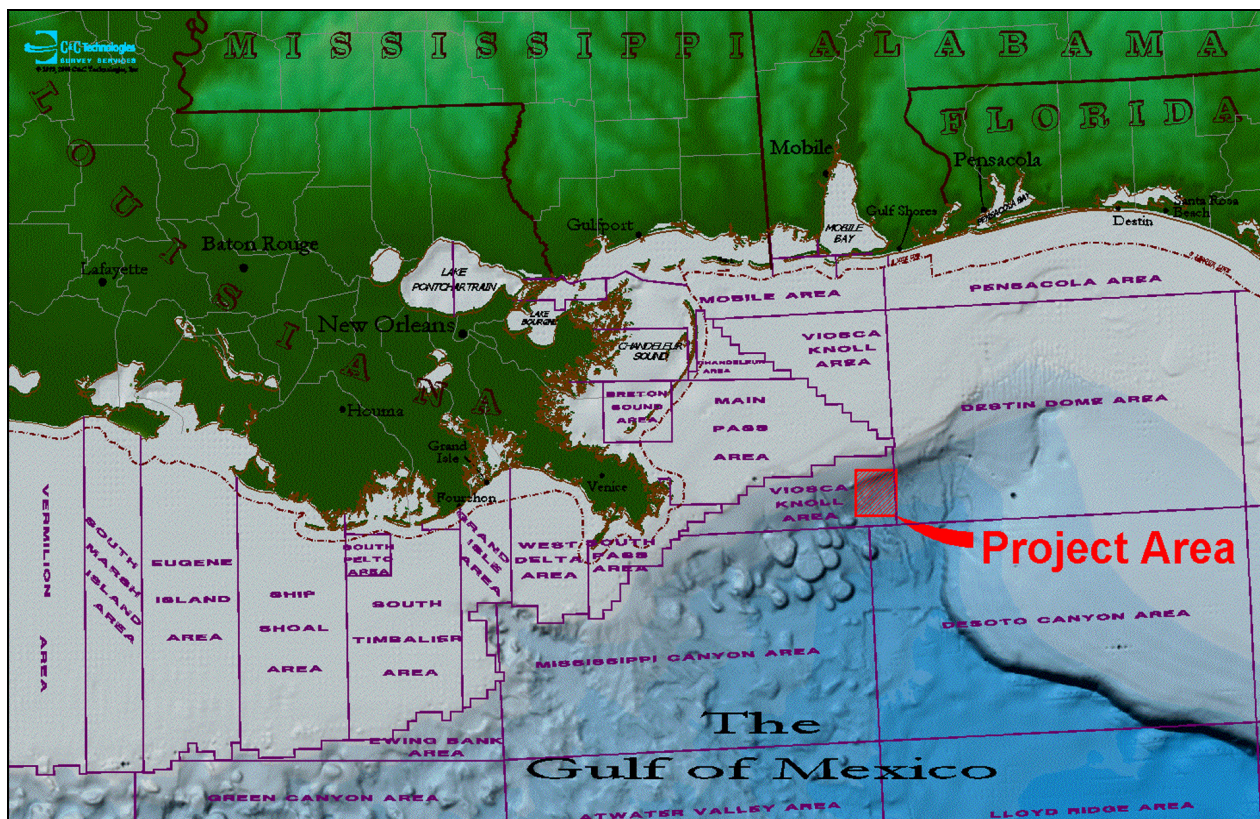 C&C Technologies
SURVEY SERVICES
MISSISSIPPI
ALABAMA
FLORIDA
LOUISIANA
Mobile
Pensacola
PENSACOLA BAY
Gulf Shores
Destin
Santa Rosa
Beach
Gulfport
MOBILE
BAY
Baton Rouge
Lafayette
LAKE
PONTCHARTRAIN
LAKE
BOURGNE
New Orleans
CHANDELEUR
SOUND
MOBILE AREA
PENSACOLA AREA
VIOSCA
KNOLL
AREA
CHANDELEUR
AREA
BRETON
SOUND
AREA
MAIN
PASS
AREA
DESTIN DOME AREA
Houma
Grand
Isle
Fourchon
Venice
VIOSCA
KNOLL
AREA
Project Area
VERMILION AREA
SOUTH MARSH ISLAND AREA
EUGENE
ISLAND
AREA
SHIP
SHOAL
AREA
SOUTH
PELTO
AREA
SOUTH
TIMBALIER
AREA
GRAND ISLE AREA
WEST
DELTA
AREA
SOUTH
PASS
AREA
MISSISSIPPI CANYON AREA
DESOTO CANYON AREA
EWING BANK
AREA
The
Gulf of Mexico
GREEN CANYON AREA
ATWATER VALLEY AREA
LLOYD RIDGE AREA